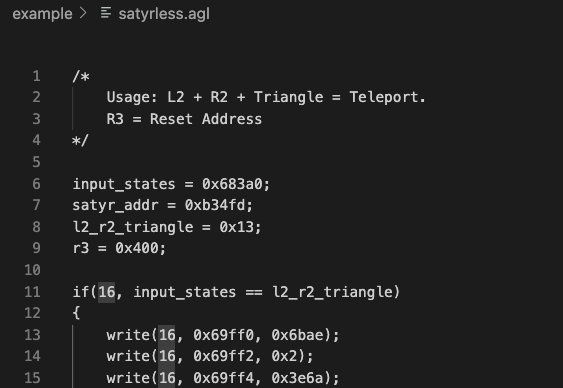 example > satyrless.agl
1 /*
2 Usage: L2 + R2 + Triangle = Teleport.
3 R3 = Reset Address
4 */
5
6 input_states = 0x683a0;
7 satyr_addr = 0xb34fd;
8 l2_r2_triangle = 0x13;
9 r3 = 0x400;
10
11 if(16, input_states == l2_r2_triangle)
12 {
13 write(16, 0x69ff0, 0x6bae);
14 write(16, 0x69ff2, 0x2);
15 write(16, 0x69ff4, 0x3e6a);